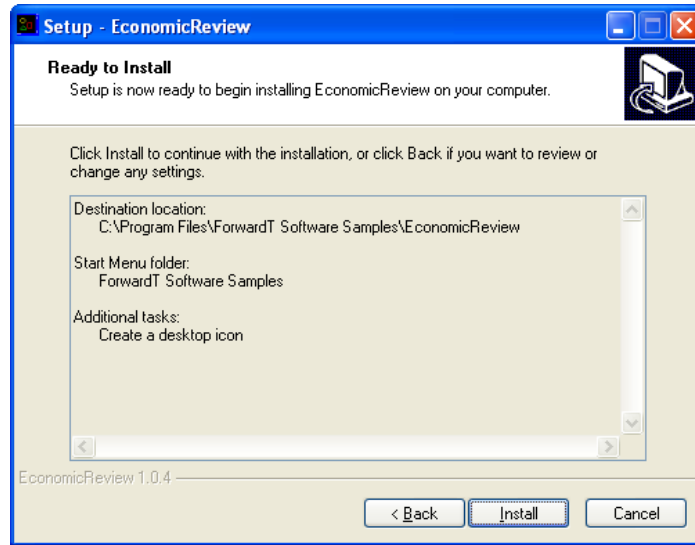 Setup - EconomicReview
Ready to Install
Setup is now ready to begin installing EconomicReview on your computer.
Click Install to continue with the installation, or click Back if you want to review or
change any settings.
Destination location:
C:\Program Files\ForwardT Software Samples\EconomicReview
Start Menu folder:
ForwardT Software Samples
Additional tasks:
Create a desktop icon
EconomicReview 1.0.4
< Back
Install
Cancel